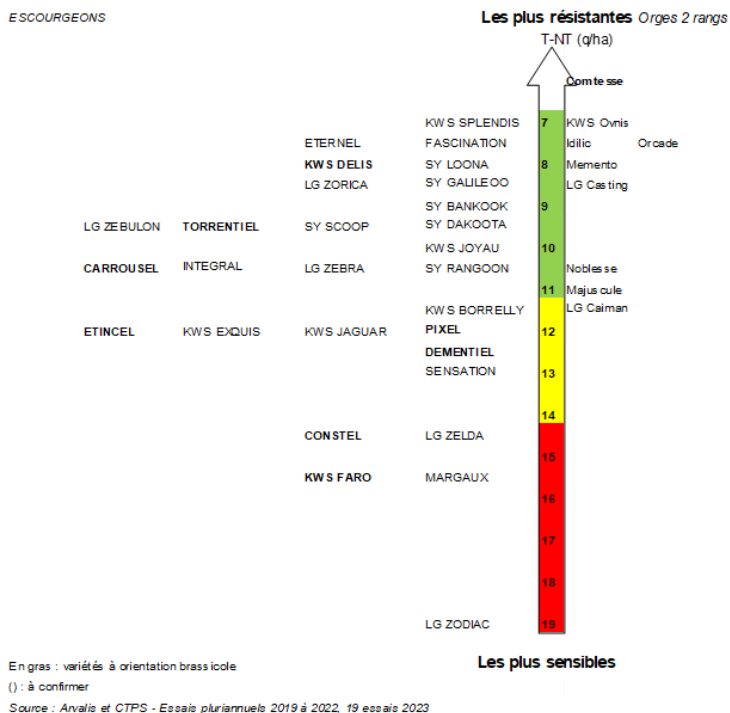 ESCOURGEONS Les plus résistantes Orges 2 rangs
T-NT (q/ha)
Comtesse
KWS SPLENDIS 7 KWS Ovnis
ETERNEL FASCINATION Idilic Orcade
KWS DELIS SY LOONA 8 Memento
LG ZORICA SY GALILEOO LG Casting
SY BANKOOK 9
LG ZEBULON TORRENTIEL SY SCOOP SY DAKOOTA
KWS JOYAU 10
CARROUSEL INTEGRAL LG ZEBRA SY RANGOON Noblesse
11 Majuscule
KWS BORRELLY LG Caiman
ETINCEL KWS EXQUIS KWS JAGUAR PIXEL 12
DEMENTIEL
SENSATION 13
14
CONSTEL LG ZELDA
15
KWS FARO MARGAUX
16
17
18
LG ZODIAC 19
Les plus sensibles
En gras : variétés à orientation brassicole
() : à confirmer
Source : Arvalis et CTPS - Essais pluriannuels 2019 à 2022, 19 essais 2023